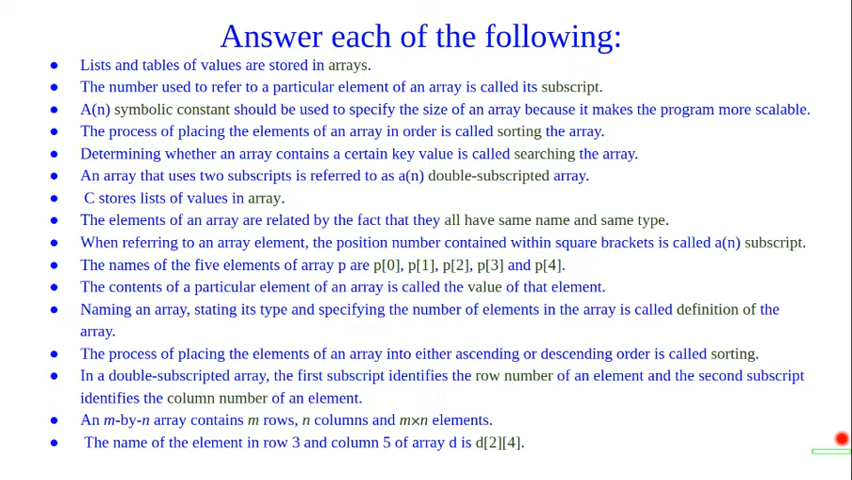 Answer each of the following:
● Lists and tables of values are stored in arrays.
● The number used to refer to a particular element of an array is called its subscript.
● A(n) symbolic constant should be used to specify the size of an array because it makes the program more scalable.
● The process of placing the elements of an array in order is called sorting the array.
● Determining whether an array contains a certain key value is called searching the array.
● An array that uses two subscripts is referred to as a(n) double-subscripted array.
● C stores lists of values in array.
● The elements of an array are related by the fact that they all have same name and same type.
● When referring to an array element, the position number contained within square brackets is called a(n) subscript.
● The names of the five elements of array p are p[0], p[1], p[2], p[3] and p[4].
● The contents of a particular element of an array is called the value of that element.
● Naming an array, stating its type and specifying the number of elements in the array is called definition of the
array.
● The process of placing the elements of an array into either ascending or descending order is called sorting.
● In a double-subscripted array, the first subscript identifies the row number of an element and the second subscript
identifies the column number of an element.
● An m-by-n array contains m rows, n columns and m×n elements.
● The name of the element in row 3 and column 5 of array d is d[2][4].